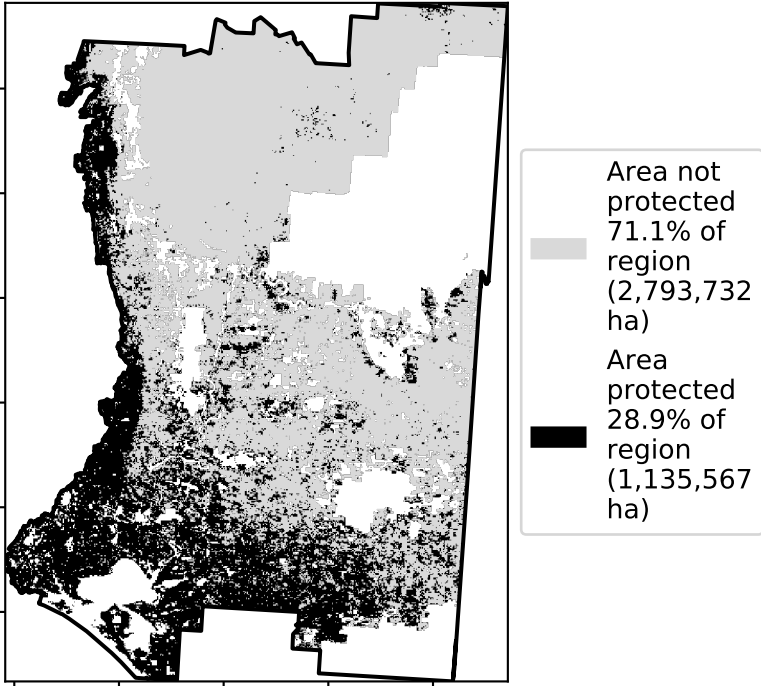 Area not
protected
71.1% of
region
(2,793,732
ha)
Area
protected
28.9% of
region
(1,135,567
ha)